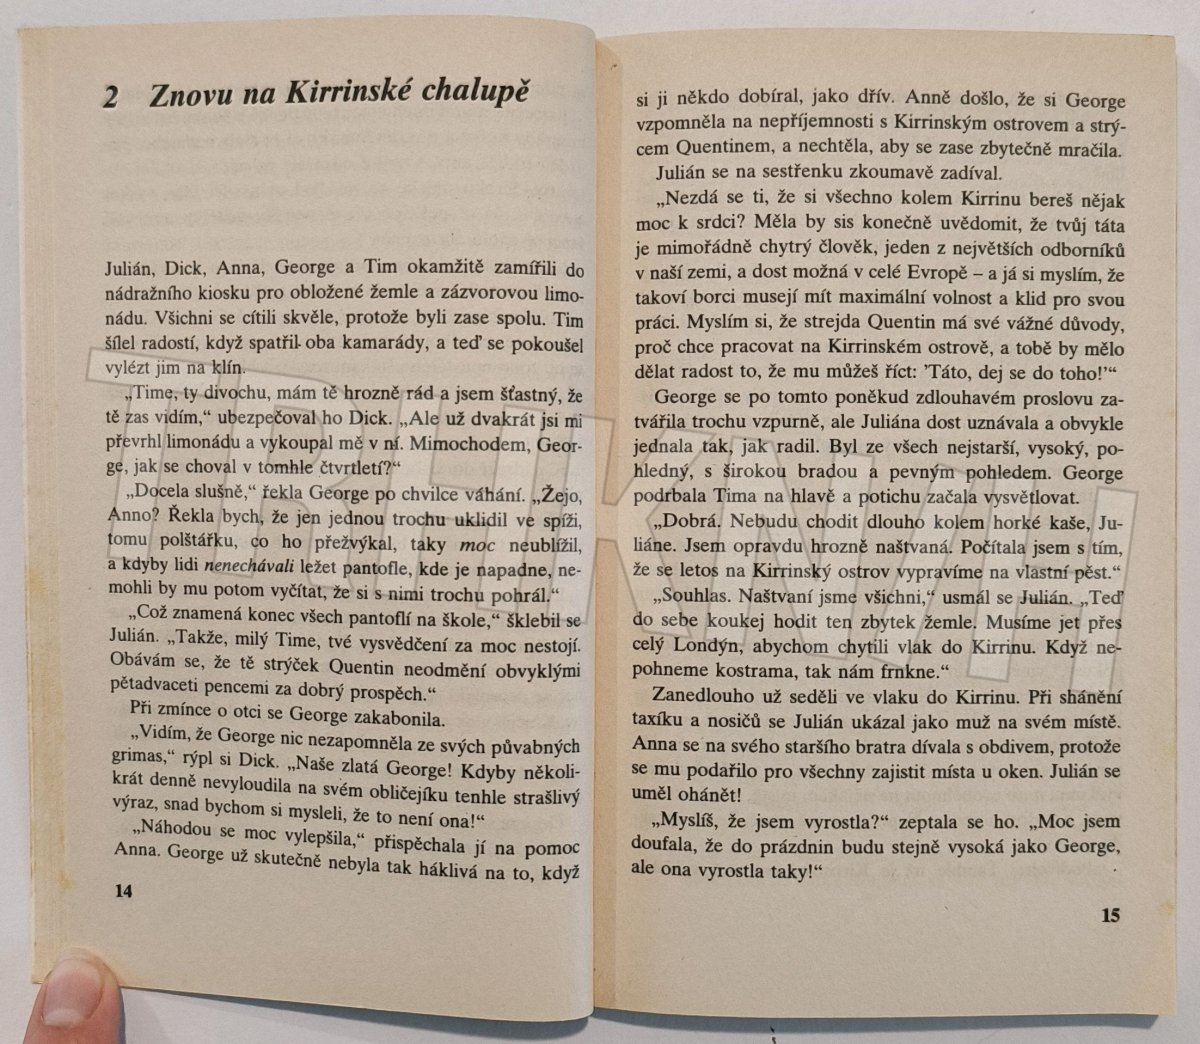 2 Znovu na Kirrinské chalupě
Julián, Dick, Anna, George a Tim okamžitě zamířili do
nádražního kiosku pro obložené žemle a zázvorovou limo-
nádu. Všichni se cítili skvěle, protože byli zase spolu. Tim
šílel radostí, když spatřil oba kamarády, a teď se pokoušel
vylézt jim na klín.
„Time, ty divochu, mám tě hrozně rád a jsem šťastný, že
tě zas vidím,“ ubezpečoval ho Dick. „Ale už dvakrát jsi mi
převrhl limonádu a vykoupal mě v ní. Mimochodem, Geor-
ge, jak se choval v tomhle čtvrtletí?“
„Docela slušně,“ řekla George po chvilce váhání. „Žejo,
Anno? Řekla bych, že jen jednou trochu uklidil ve spíži,
tomu polštářku, co ho přežvýkal, taky moc neublížil,
a kdyby lidi nenechávali ležet pantofle, kde je napadne, ne-
mohli by mu potom vyčítat, že si s nimi trochu pohrál.“
„Což znamená konec všech pantoflí na škole,“ šklebil se
Julián. „Takže, milý Time, tvé vysvědčení za moc nestojí.
Obávám se, že tě strýček Quentin neodmění obvyklými
pětadvaceti pencemi za dobrý prospěch.“
Při zmínce o otci se George zakabonila.
„Vidím, že George nic nezapomněla ze svých půvabných
grimas,“ rýpl si Dick. „Naše zlatá George! Kdyby několi-
krát denně nevyloudila na svém obličejíku tenhle strašlivý
výraz, snad bychom si mysleli, že to není ona!“
„Náhodou se moc vylepšila,“ přispěchala jí na pomoc
Anna. George už skutečně nebyla tak háklivá na to, když
14
si ji někdo dobíral, jako dřív. Anně došlo, že si George
vzpomněla na nepříjemnosti s Kirrinským ostrovem a strý-
cem Quentinem, a nechtěla, aby se zase zbytečně mračila.
Julián se na sestřenku zkoumavě zadíval.
„Nezdá se ti, že si všechno kolem Kirrinu bereš nějak
moc k srdci? Měla by sis konečně uvědomit, že tvůj táta
je mimořádně chytrý člověk, jeden z největších odborníků
v naší zemi, a dost možná v celé Evropě – a já si myslím, že
takoví borci musejí mít maximální volnost a klid pro svou
práci. Myslím si, že strejda Quentin má své vážné důvody,
proč chce pracovat na Kirrinském ostrově, a tobě by mělo
dělat radost to, že mu můžeš říct: 'Táto, dej se do toho!'“
George se po tomto poněkud zdlouhavém proslovu za-
tvářila trochu vzpurně, ale Juliána dost uznávala a obvykle
jednala tak, jak radil. Byl ze všech nejstarší, vysoký, po-
hledný, s širokou bradou a pevným pohledem. George
podrbala Tima na hlavě a potichu začala vysvětlovat.
„Dobrá. Nebudu chodit dlouho kolem horké kaše, Ju-
liáne. Jsem opravdu hrozně naštvaná. Počítala jsem s tím,
že se letos na Kirrinský ostrov vypravíme na vlastní pěst.“
„Souhlas. Naštvaní jsme všichni,“ usmál se Julián. „Teď
do sebe koukej hodit ten zbytek žemle. Musíme jet přes
celý Londýn, abychom chytili vlak do Kirrinu. Když ne-
pohneme kostrama, tak nám frnkne.“
Zanedlouho už seděli ve vlaku do Kirrinu. Při shánění
taxíku a nosičů se Julián ukázal jako muž na svém místě.
Anna se na svého staršího bratra dívala s obdivem, protože
se mu podařilo pro všechny zajistit místa u oken. Julián se
uměl ohánět!
„Myslíš, že jsem vyrostla?“ zeptala se ho. „Moc jsem
doufala, že do prázdnin budu stejně vysoká jako George,
ale ona vyrostla taky!“
15